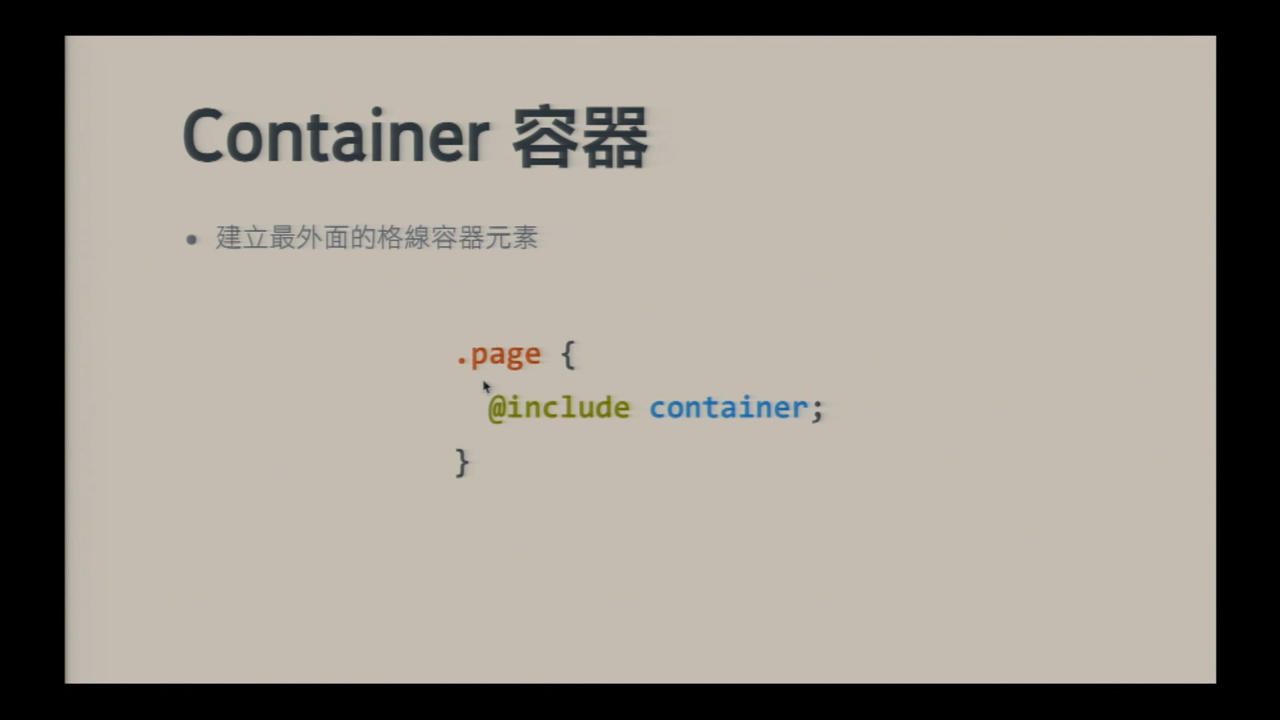 Container 容器
• 建立最外面的格線容器元素
.page {
  @include container;
}